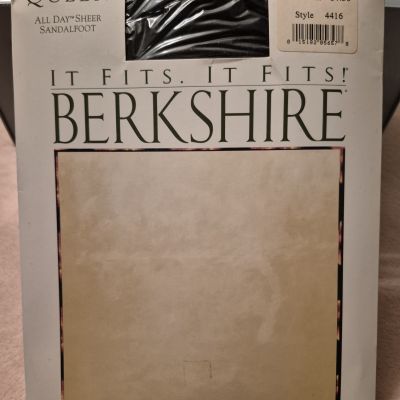 ALL DAY™ SHEER
SANDALFOOT
Style 4416
IT FITS. IT FITS!
BERKSHIRE